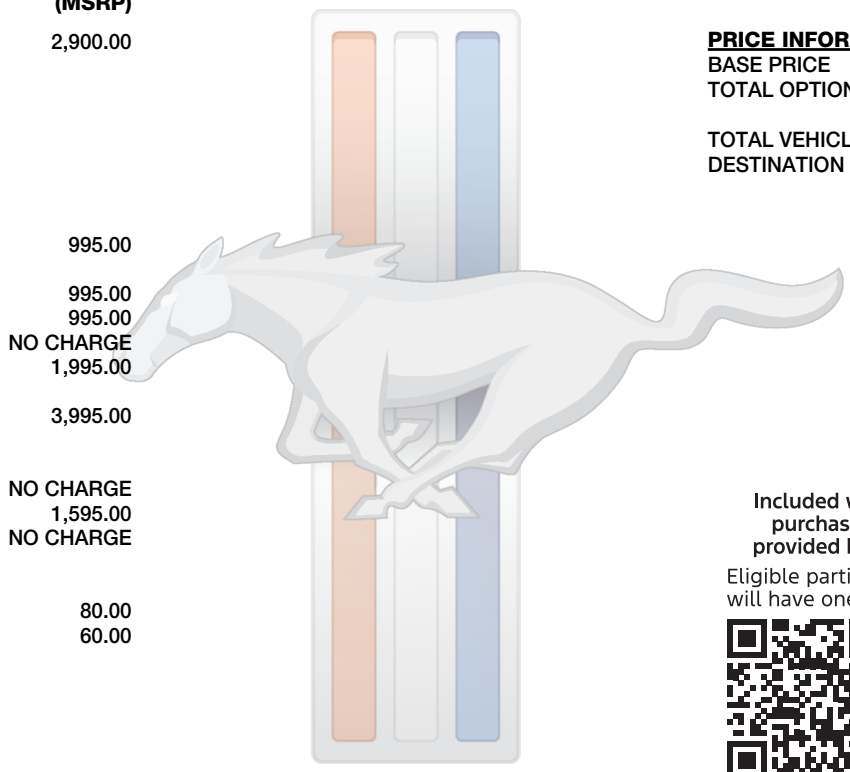 (MSRP)
2,900.00
995.00
995.00
995.00
NO CHARGE
1,995.00
3,995.00
NO CHARGE
1,595.00
NO CHARGE
80.00
60.00
PRICE INFOR
BASE PRICE
TOTAL OPTION
TOTAL VEHICL
DESTINATION
Included w
purchas
provided b
Eligible parti
will have one